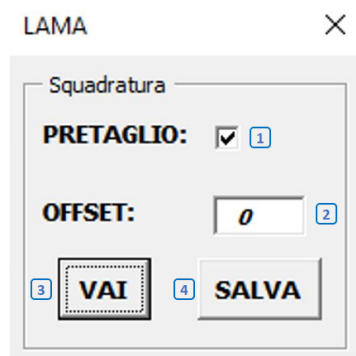 LAMA
Squadratura
PRETAGLIO: 1
OFFSET: 0 2
3 VAI 4 SALVA